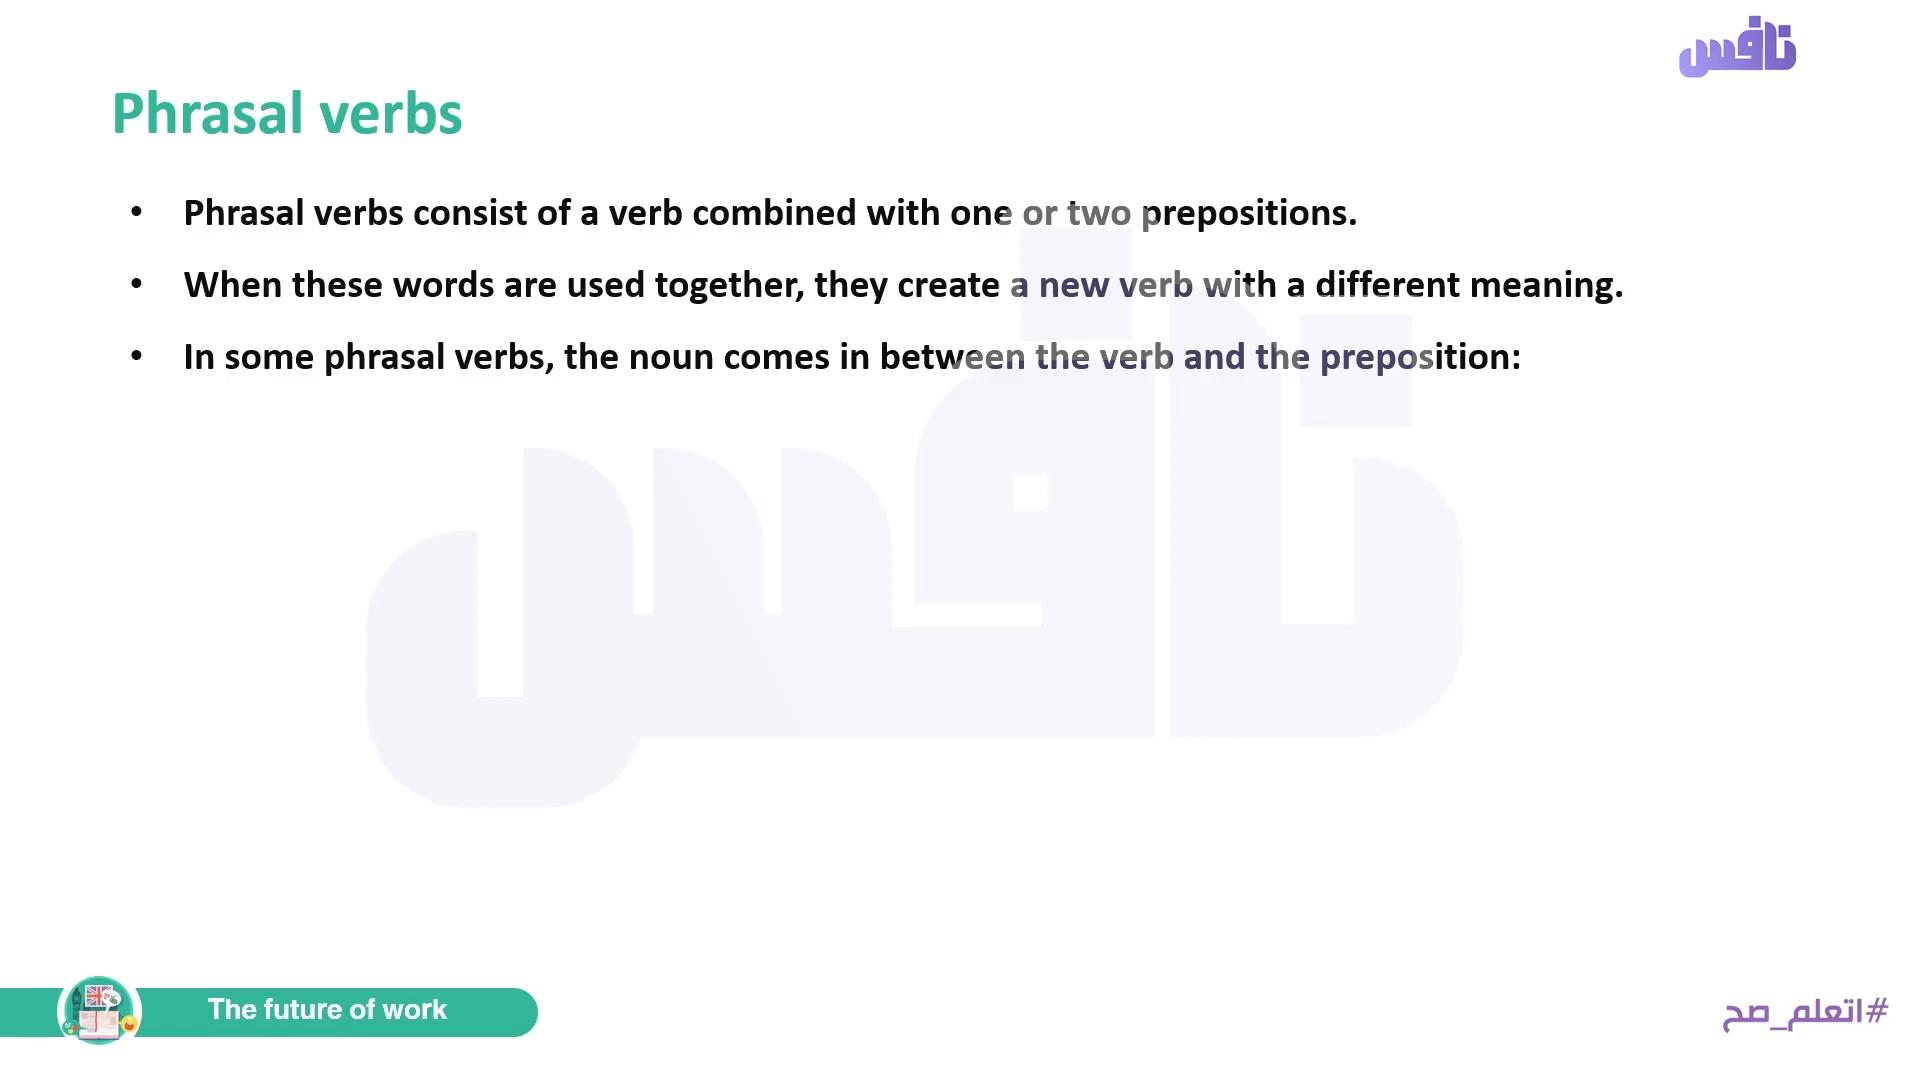 نافس
Phrasal verbs
• Phrasal verbs consist of a verb combined with one or two prepositions.
• When these words are used together, they create a new verb with a different meaning.
• In some phrasal verbs, the noun comes in between the verb and the preposition:
نافس
The future of work
#اتعلم_صح